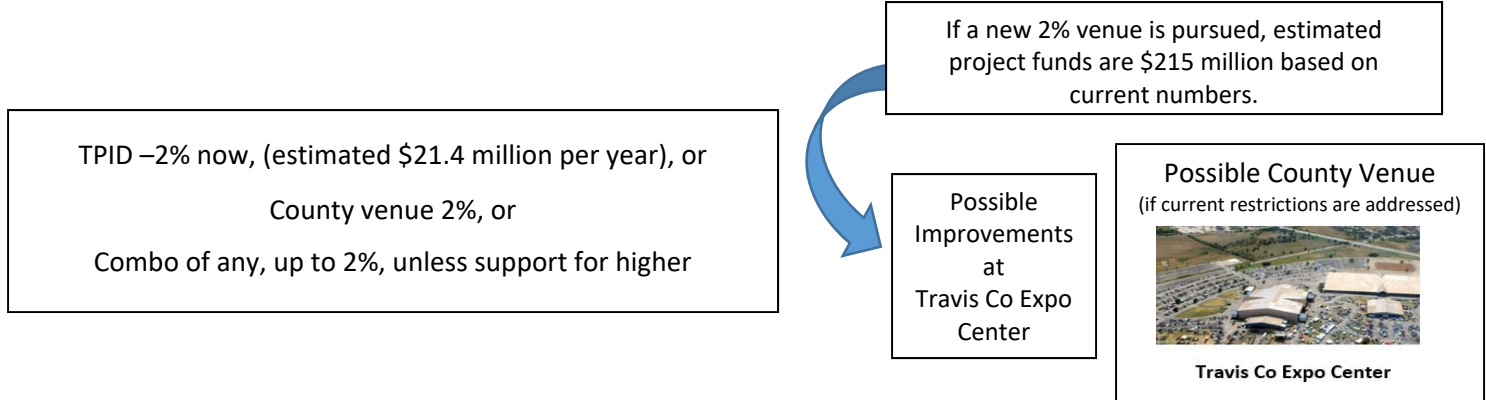 If a new 2% venue is pursued, estimated
project funds are $215 million based on
current numbers.
TPID –2% now, (estimated $21.4 million per year), or
County venue 2%, or
Combo of any, up to 2%, unless support for higher
Possible
Improvements
at
Travis Co Expo
Center
Possible County Venue
(if current restrictions are addressed)
Travis Co Expo Center